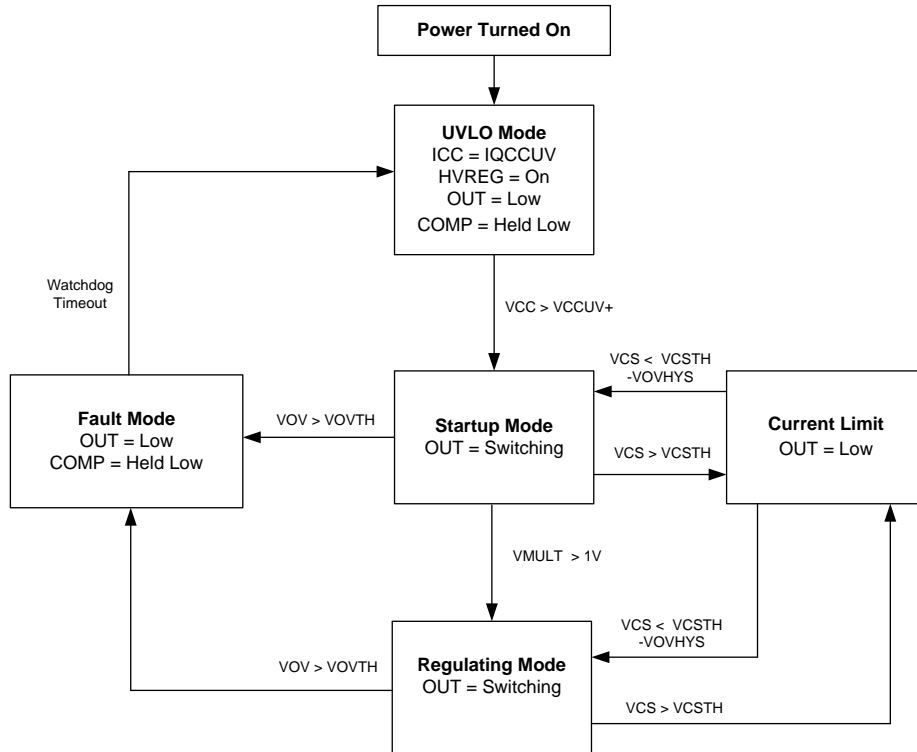 Power Turned On
UVLO Mode
ICC = IQCCUV
HVREG = On
OUT = Low
COMP = Held Low
Watchdog
Timeout
VCC > VCCUV+
VCS < VCSTH
-VOVHYS
Fault Mode
OUT = Low
COMP = Held Low
VOV > VOVTH
Startup Mode
OUT = Switching
VCS > VCSTH
Current Limit
OUT = Low
VMULT > 1V
VCS < VCSTH
-VOVHYS
VOV > VOVTH
Regulating Mode
OUT = Switching
VCS > VCSTH